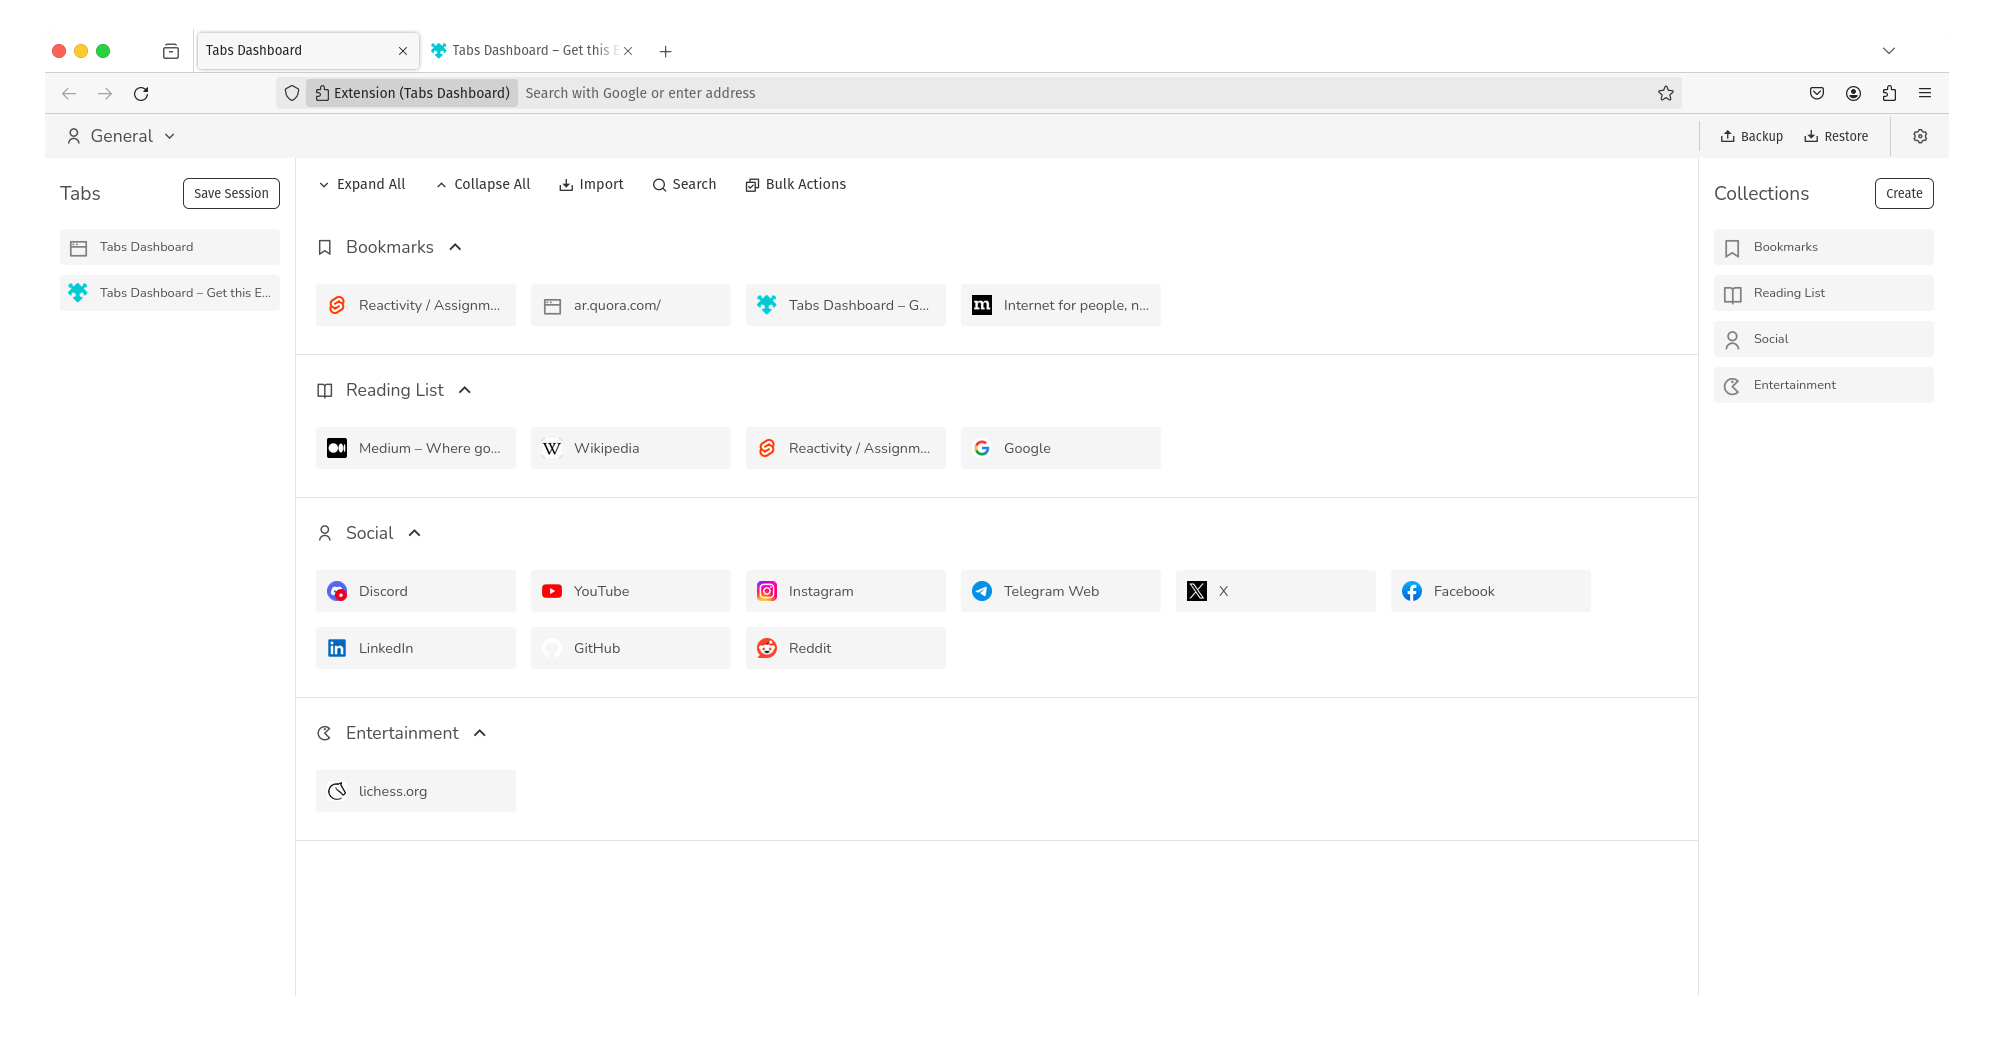 Tabs Dashboard
Tabs Dashboard – Get this E
Extension (Tabs Dashboard) Search with Google or enter address
General
Backup
Restore
Tabs
Save Session
Tabs Dashboard
Tabs Dashboard – Get this E...
Expand All
Collapse All
Import
Search
Bulk Actions
Bookmarks
Reactivity / Assignm...
ar.quora.com/
Tabs Dashboard – G...
m
Internet for people, n...
Reading List
Medium – Where go...
W
Wikipedia
Reactivity / Assignm...
G
Google
Social
Discord
YouTube
Instagram
Telegram Web
X
X
f
Facebook
in
LinkedIn
GitHub
Reddit
Entertainment
lichess.org
Collections
Create
Bookmarks
Reading List
Social
Entertainment